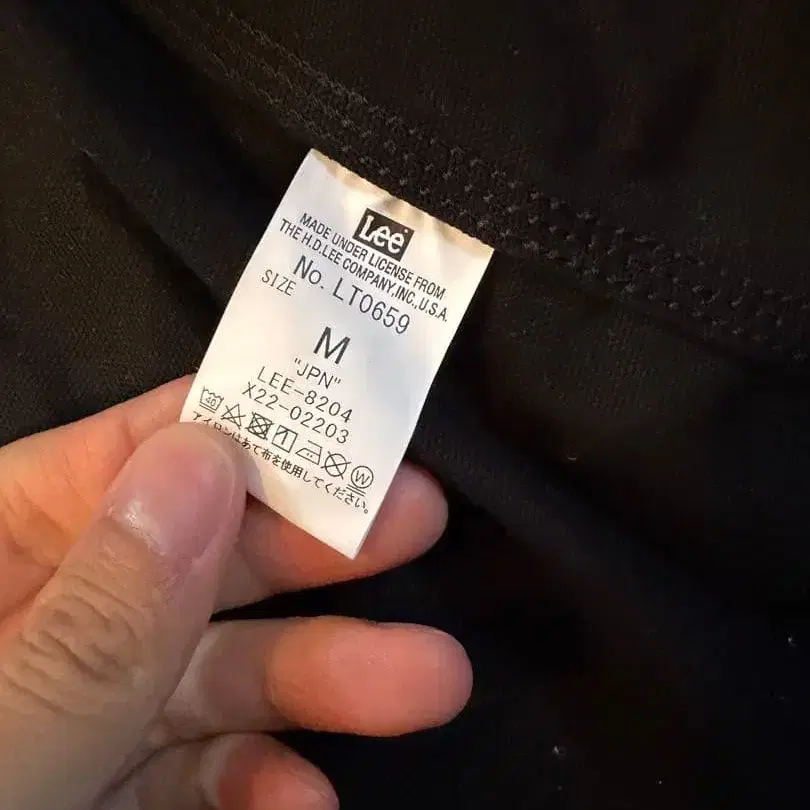 Lee
MADE UNDER LICENSE FROM
THE H.D.LEE COMPANY,INC.,U.S.A.
No. LT0659
SIZE
M
"JPN"
LEE-8204
X22-02203
40
W
アイロンはあて布を使用してください。